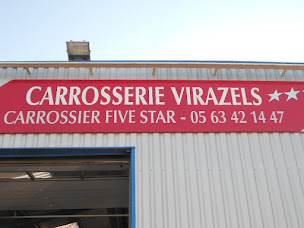 CARROSSERIE VIRAZELS
CARROSSIER FIVE STAR - 05 63 42 14 47